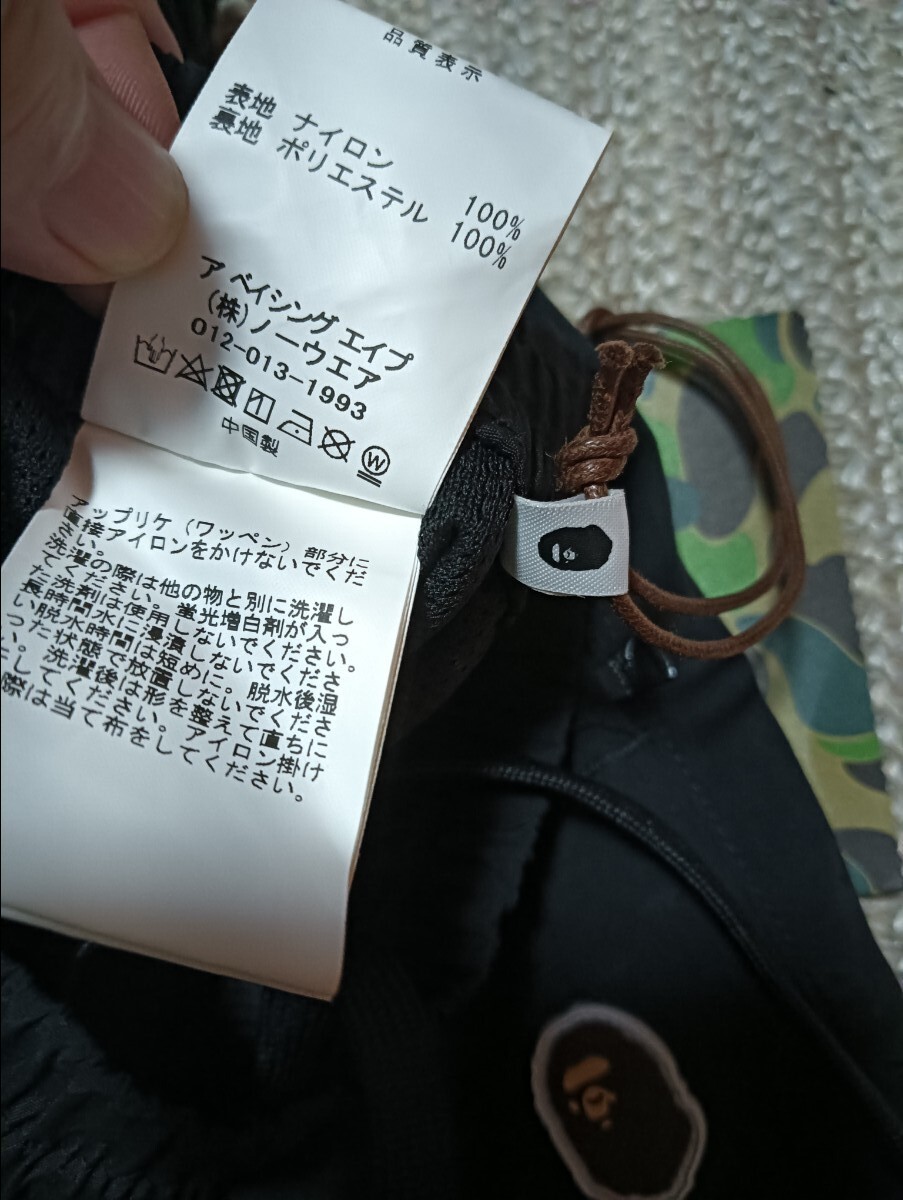 品質表示
表地 ナイロン 100%
裏地 ポリエステル 100%
ア ベイシング エイプ
(株)ノーウエア
012-013-1993
W
中国製
アップリケ（ワッペン）部分に
直接アイロンをかけないでくだ
さい。
洗濯の際は他の物と別に洗濯し
てください。蛍光増白剤が入っ
た洗剤は使用しないでください。
長時間水に浸漬しないでくださ
い脱水時間は短めに。脱水後湿
った状態で放置しないでくださ
い。洗濯後は形を整えて直ちに
干してください。アイロン掛け
際は当て布をしてください。